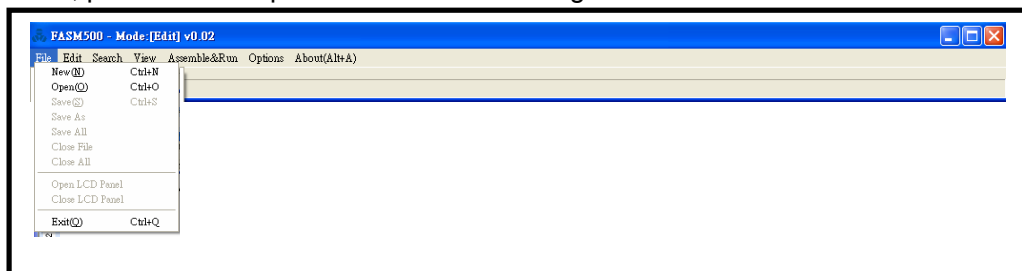 FASM500 - Mode:[Edit] v0.02
File Edit Search View Assemble&Run Options About(Alt+A)
New(N) Ctrl+N
Open(O) Ctrl+O
Save(S) Ctrl+S
Save As
Save All
Close File
Close All
Open LCD Panel
Close LCD Panel
Exit(Q) Ctrl+Q